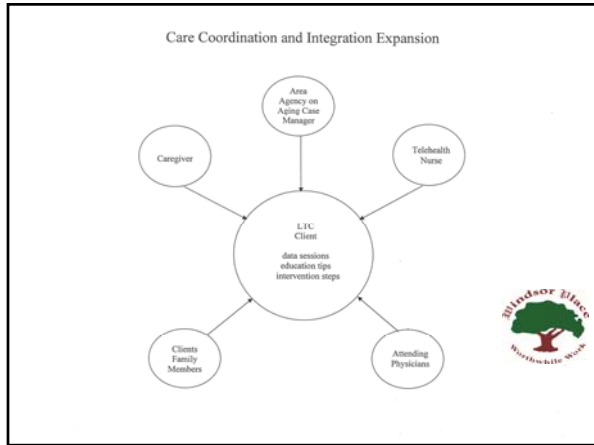 Care Coordination and Integration Expansion
Area
Agency on
Aging Case
Manager
Caregiver
Telehealth
Nurse
LTC
Client
data sessions
education tips
intervention steps
Clients
Family
Members
Attending
Physicians
Windsor Place
Worthwhile Work